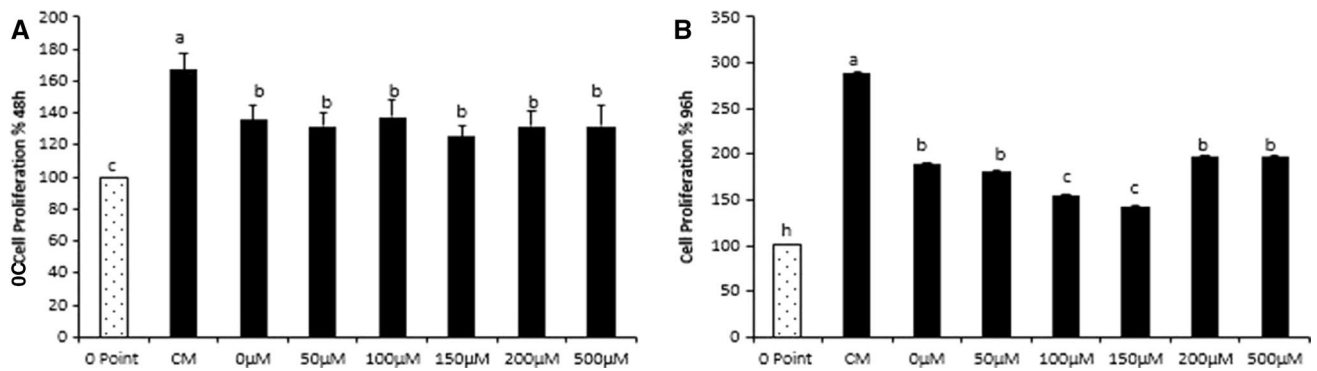 A
0CCell Proliferation % 48h
200
180
160
140
120
100
80
60
40
20
0
a
b
b
b
b
b
b
c
0 Point CM 0µM 50µM 100µM 150µM 200µM 500µM
B
Cell Proliferation % 96h
350
300
250
200
150
100
50
0
a
b
b
c
c
b
b
h
0 Point CM 0µM 50µM 100µM 150µM 200µM 500µM